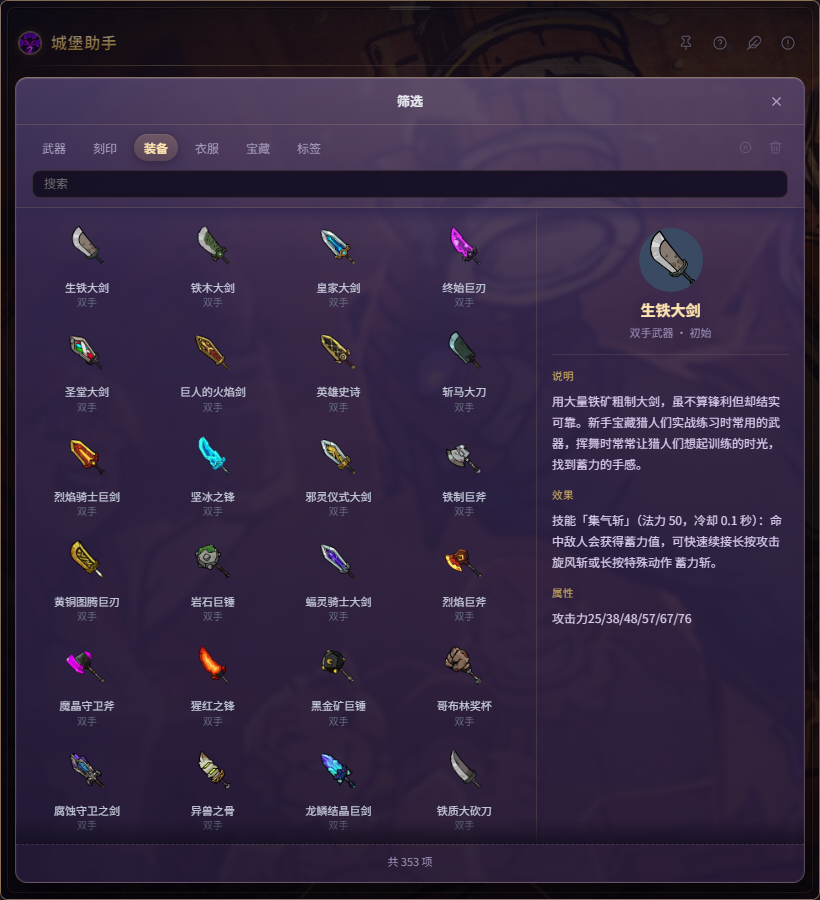 城堡助手
筛选
武器 刻印 装备 衣服 宝藏 标签
搜索
生铁大剑 铁木大剑 皇家大剑 终始巨刃
双手 双手 双手 双手
圣堂大剑 巨人的火焰剑 英雄史诗 斩马大刀
双手 双手 双手 双手
烈焰骑士巨剑 坚冰之锋 邪灵仪式大剑 铁制巨斧
双手 双手 双手 双手
黄铜图腾巨刃 岩石巨锤 蝠灵骑士大剑 烈焰巨斧
双手 双手 双手 双手
魔晶守卫斧 猩红之锋 黑金矿巨锤 哥布林奖杯
双手 双手 双手 双手
腐蚀守卫之剑 异兽之骨 龙鳞结晶巨剑 铁质大砍刀
双手 双手 双手 双手
生铁大剑
双手武器 · 初始
说明
用大量铁矿粗制大剑，虽不算锋利但却结实
可靠。新手宝藏猎人们实战练习时常用的武
器，挥舞时常常让猎人们想起训练的时光，
找到蓄力的手感。
效果
技能「集气斩」（法力 50，冷却 0.1 秒）：命
中敌人会获得蓄力值，可快速续接长按攻击
旋风斩或长按特殊动作 蓄力斩。
属性
攻击力25/38/48/57/67/76
共 353 项